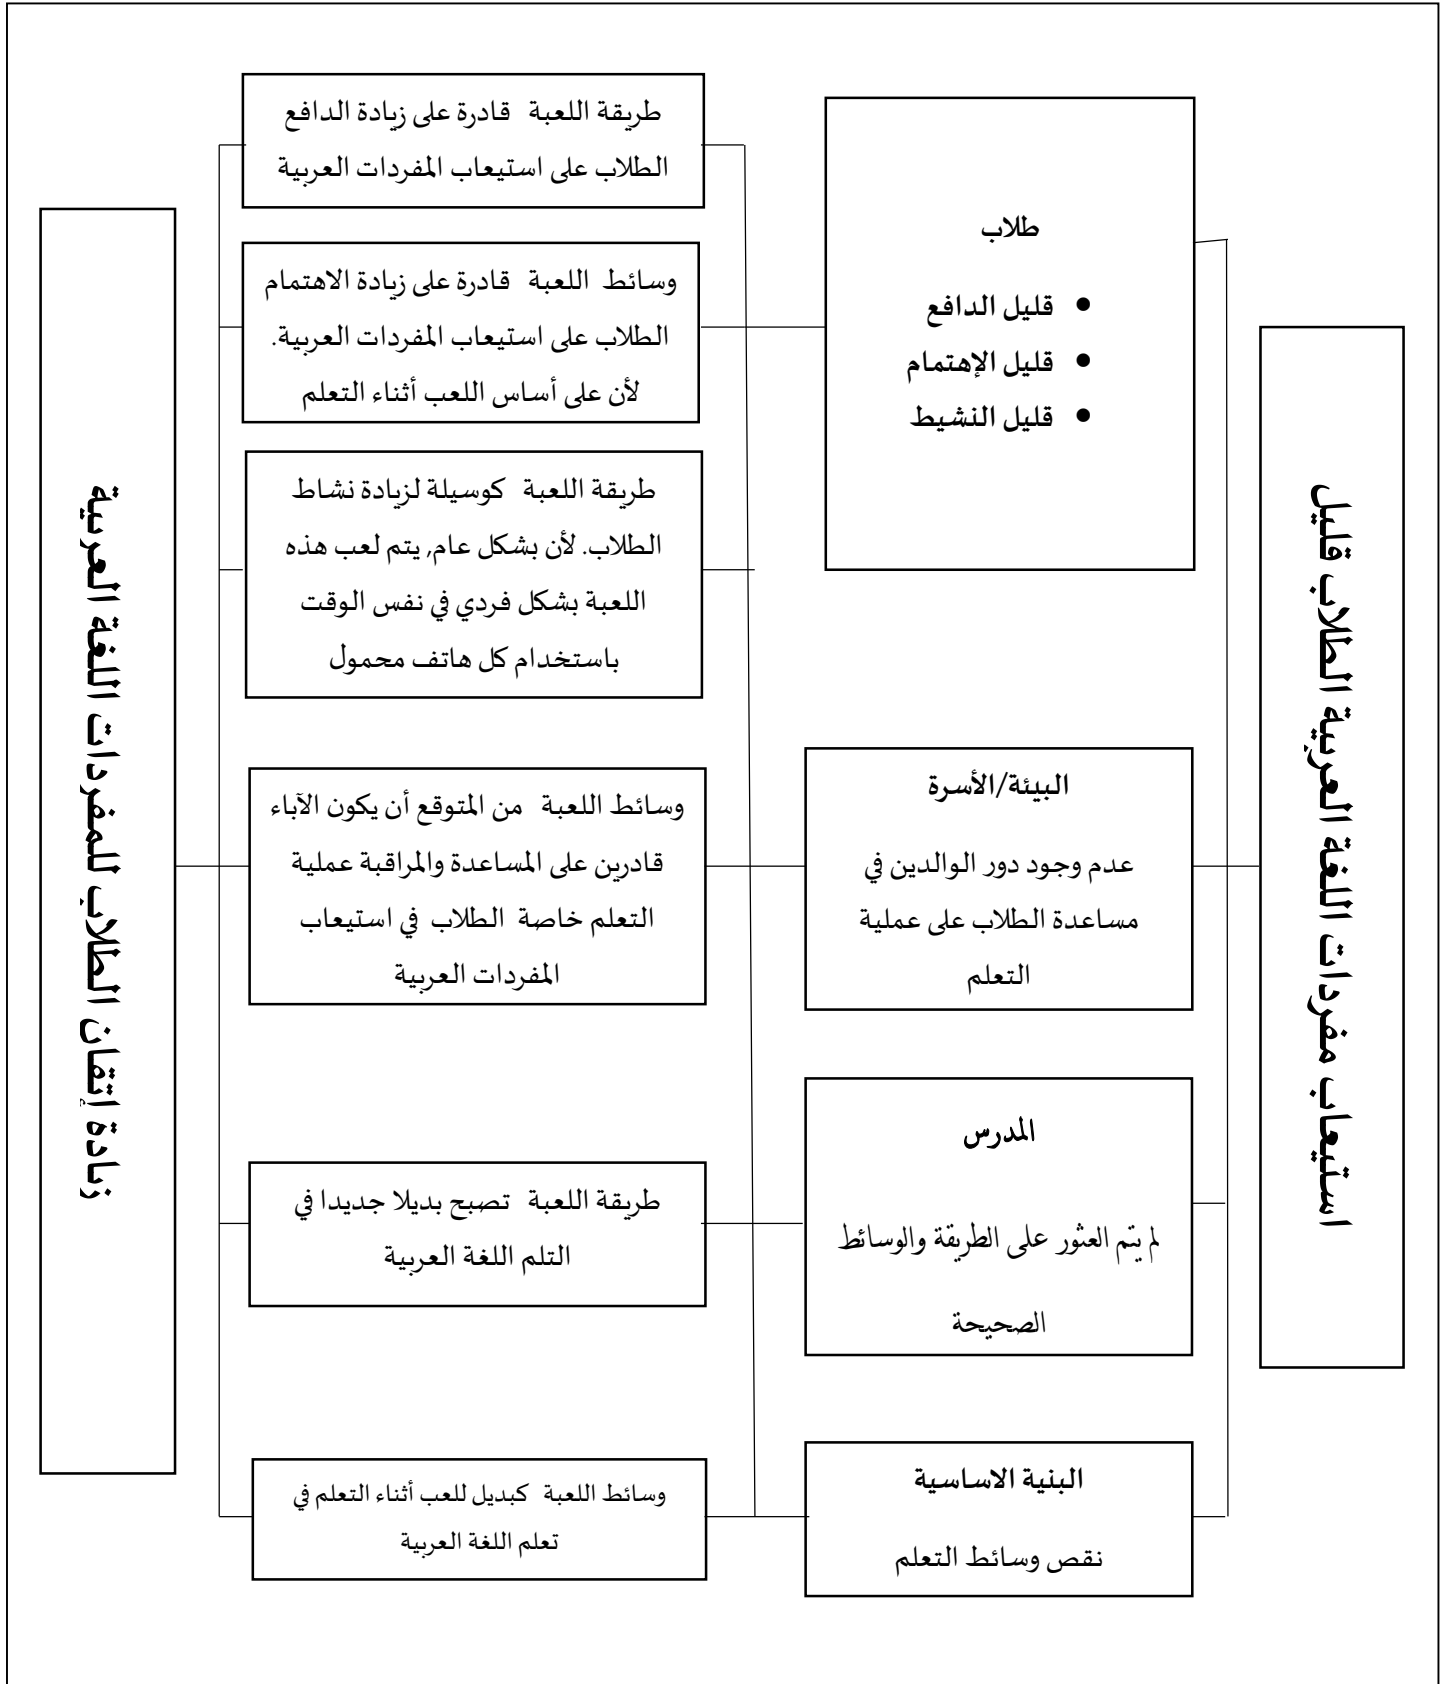 استيعاب مفردات اللغة العربية الطلاب قليل
طلاب
• قليل الدافع
• قليل الإهتمام
• قليل النشيط
البيئة/الأسرة
عدم وجود دور الوالدين في
مساعدة الطلاب على عملية
التعلم
المدرس
لم يتم العثور على الطريقة والوسائط
الصحيحة
البنية الاساسية
نقص وسائط التعلم
طريقة اللعبة قادرة على زيادة الدافع
الطلاب على استيعاب المفردات العربية
وسائط اللعبة قادرة على زيادة الاهتمام
الطلاب على استيعاب المفردات العربية.
لأن على أساس اللعب أثناء التعلم
طريقة اللعبة كوسيلة لزيادة نشاط
الطلاب. لأن بشكل عام, يتم لعب هذه
اللعبة بشكل فردي في نفس الوقت
باستخدام كل هاتف محمول
وسائط اللعبة من المتوقع أن يكون الآباء
قادرين على المساعدة والمراقبة عملية
التعلم خاصة الطلاب في استيعاب
المفردات العربية
طريقة اللعبة تصبح بديلا جديدا في
التلم اللغة العربية
وسائط اللعبة كبديل للعب أثناء التعلم في
تعلم اللغة العربية
زيادة إتقان الطلاب للمفردات اللغة العربية